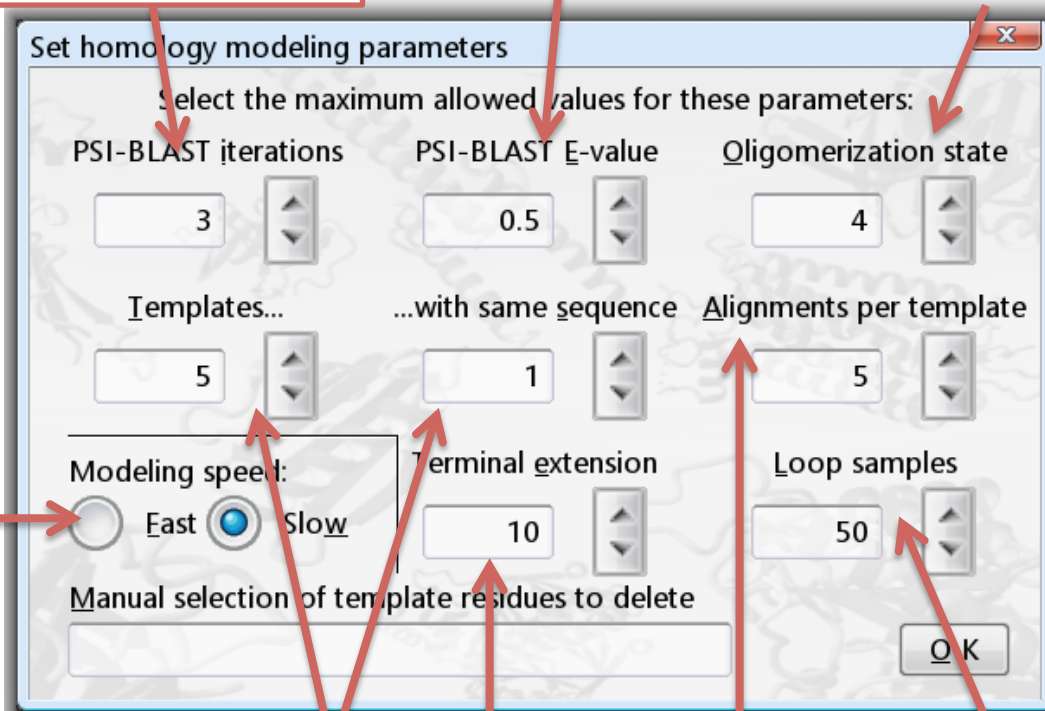 Set homology modeling parameters
Select the maximum allowed values for these parameters:
PSI-BLAST iterations PSI-BLAST E-value Oligomerization state
3 0.5 4
Templates... ...with same sequence Alignments per template
5 1 5
Modeling speed: Terminal extension Loop samples
Fast Slow 10 50
Manual selection of template residues to delete
OK